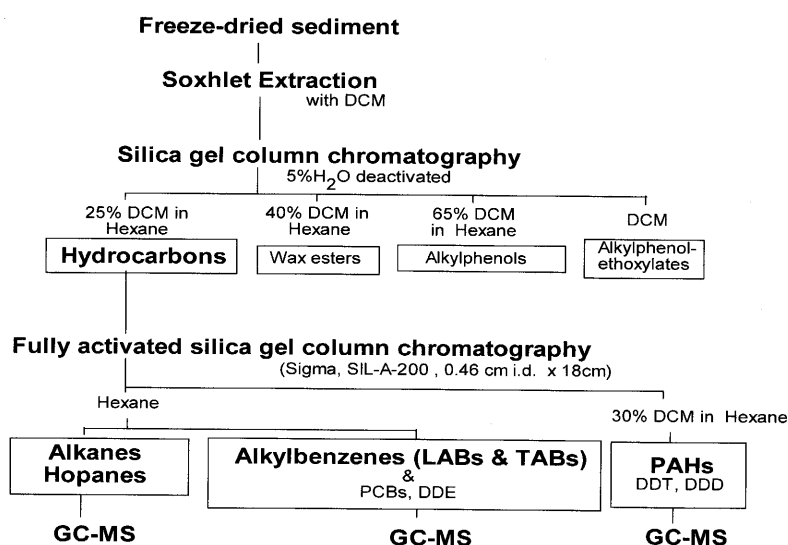 Freeze-dried sediment
Soxhlet Extraction
with DCM
Silica gel column chromatography
5%H2O deactivated
25% DCM in
Hexane
40% DCM in
Hexane
65% DCM
in Hexane
DCM
Hydrocarbons
Wax esters
Alkylphenols
Alkylphenol-
ethoxylates
Fully activated silica gel column chromatography
(Sigma, SIL-A-200 , 0.46 cm i.d. x 18cm)
Hexane
30% DCM in Hexane
Alkanes
Hopanes
Alkylbenzenes (LABs & TABs)
&
PCBs, DDE
PAHs
DDT, DDD
GC-MS
GC-MS
GC-MS